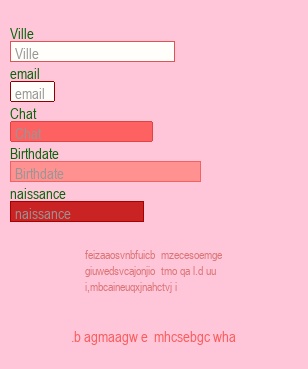 Ville
Ville
email
email
Chat
Chat
Birthdate
Birthdate
naissance
naissance
feizaaosvnbfuicb mzecesoemge
giuwedsvcajonjio tmo qa l.d uu
i,mbcaineuqxjnahctvj i
.b agmaagw e mhcsebgc wha